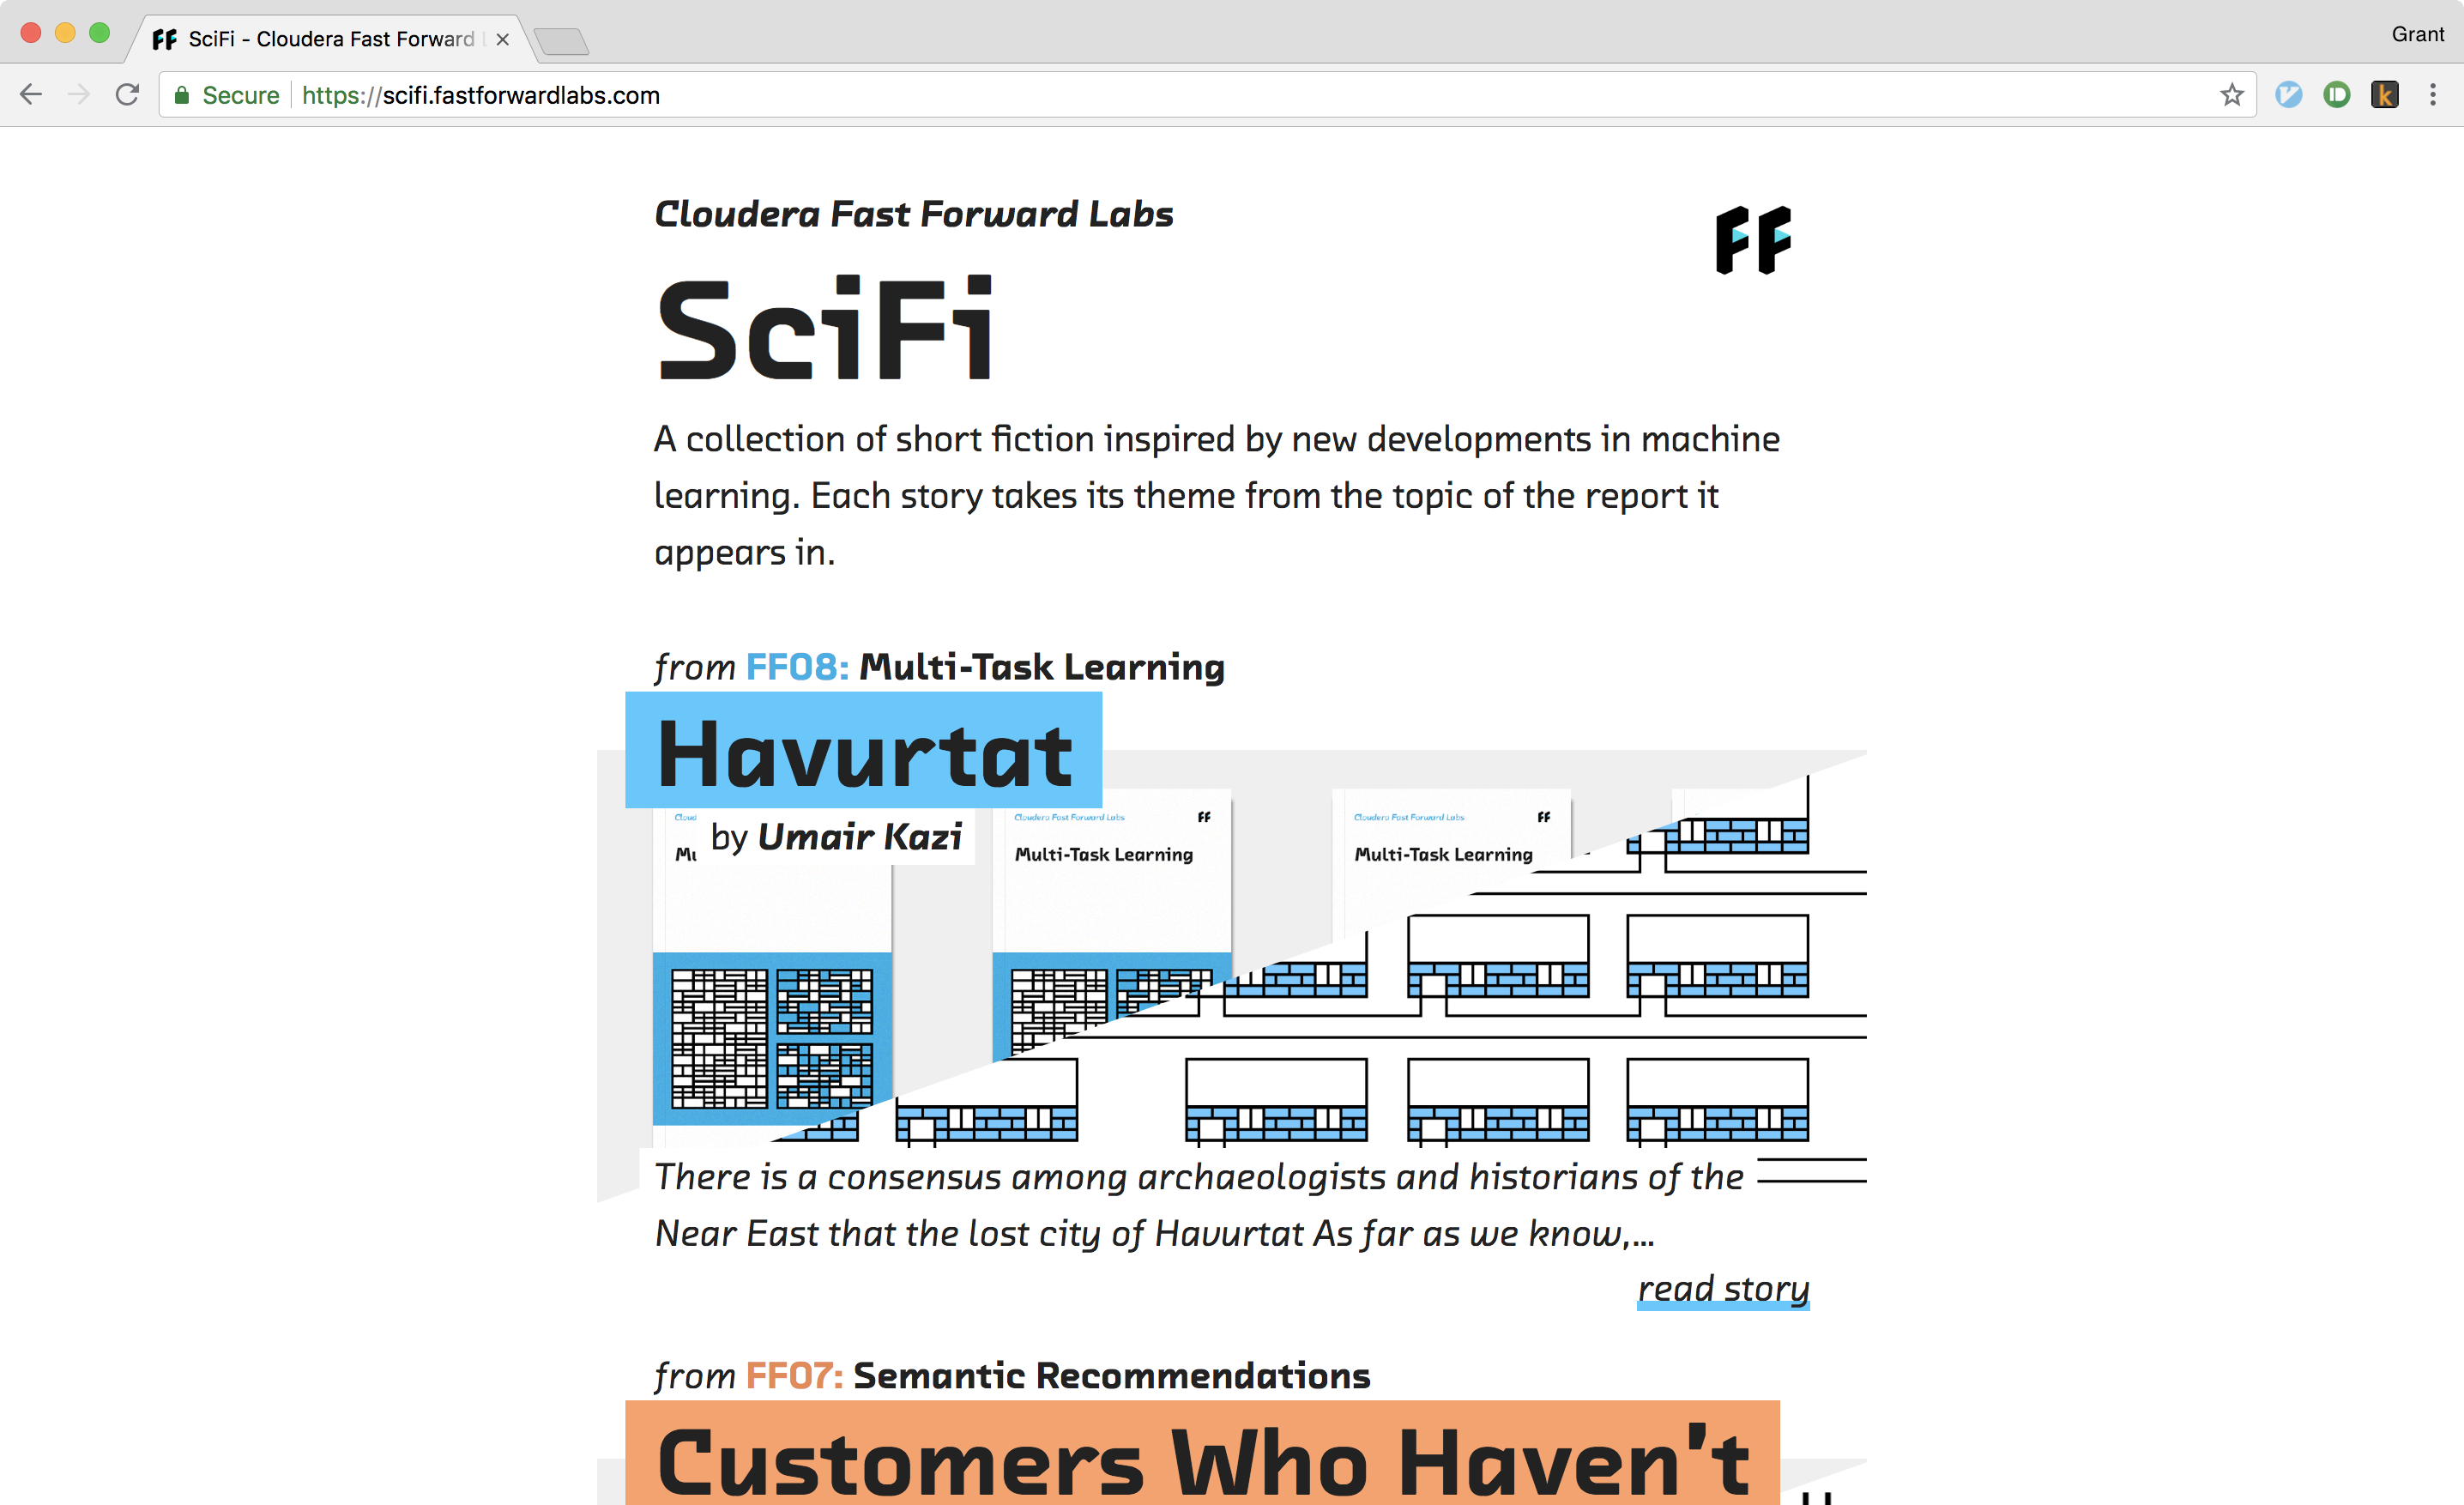 SciFi - Cloudera Fast Forward
Grant
Secure https://scifi.fastforwardlabs.com
Cloudera Fast Forward Labs
FF
SciFi
A collection of short fiction inspired by new developments in machine
learning. Each story takes its theme from the topic of the report it
appears in.
from FF08: Multi-Task Learning
Havurtat
by Umair Kazi
Cloudera Fast Forward Labs FF
Multi-Task Learning
Cloudera Fast Forward Labs FF
Multi-Task Learning
There is a consensus among archaeologists and historians of the
Near East that the lost city of Havurtat As far as we know,...
read story
from FF07: Semantic Recommendations
Customers Who Haven't